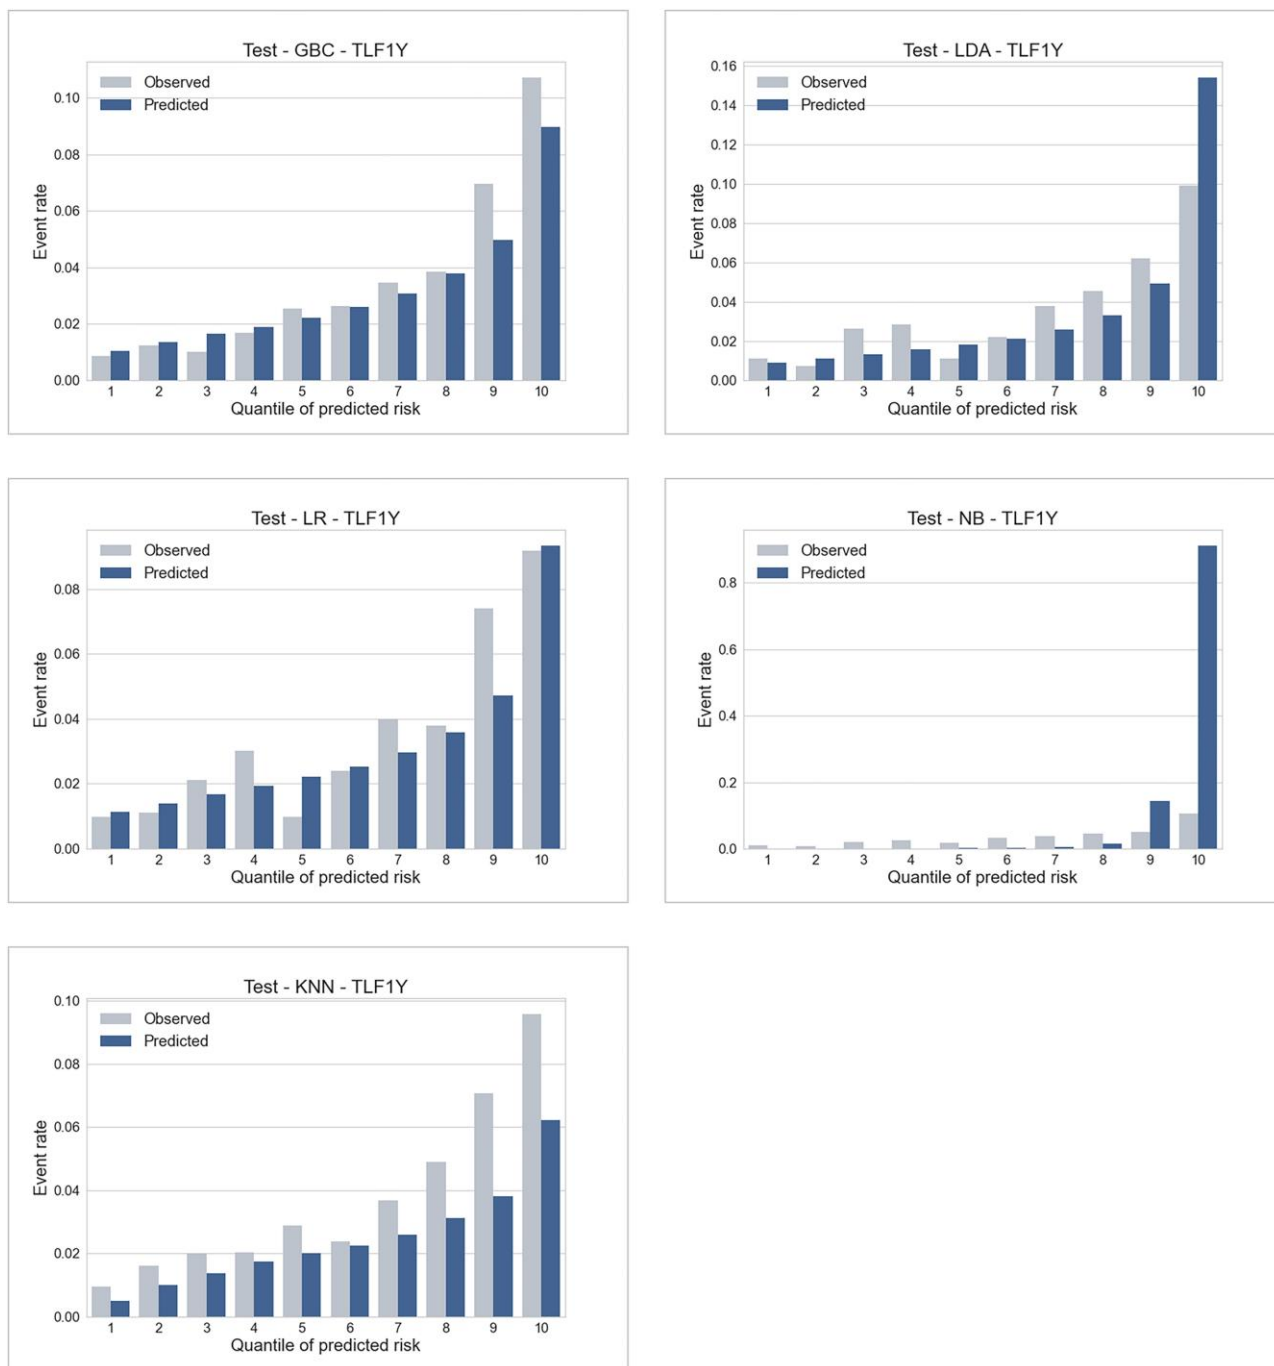 Test - GBC - TLF1Y
Observed
Predicted
Event rate
0.10
0.08
0.06
0.04
0.02
0.00
1 2 3 4 5 6 7 8 9 10
Quantile of predicted risk
Test - LDA - TLF1Y
Observed
Predicted
Event rate
0.16
0.14
0.12
0.10
0.08
0.06
0.04
0.02
0.00
1 2 3 4 5 6 7 8 9 10
Quantile of predicted risk
Test - LR - TLF1Y
Observed
Predicted
Event rate
0.08
0.06
0.04
0.02
0.00
1 2 3 4 5 6 7 8 9 10
Quantile of predicted risk
Test - NB - TLF1Y
Observed
Predicted
Event rate
0.8
0.6
0.4
0.2
0.0
1 2 3 4 5 6 7 8 9 10
Quantile of predicted risk
Test - KNN - TLF1Y
Observed
Predicted
Event rate
0.10
0.08
0.06
0.04
0.02
0.00
1 2 3 4 5 6 7 8 9 10
Quantile of predicted risk